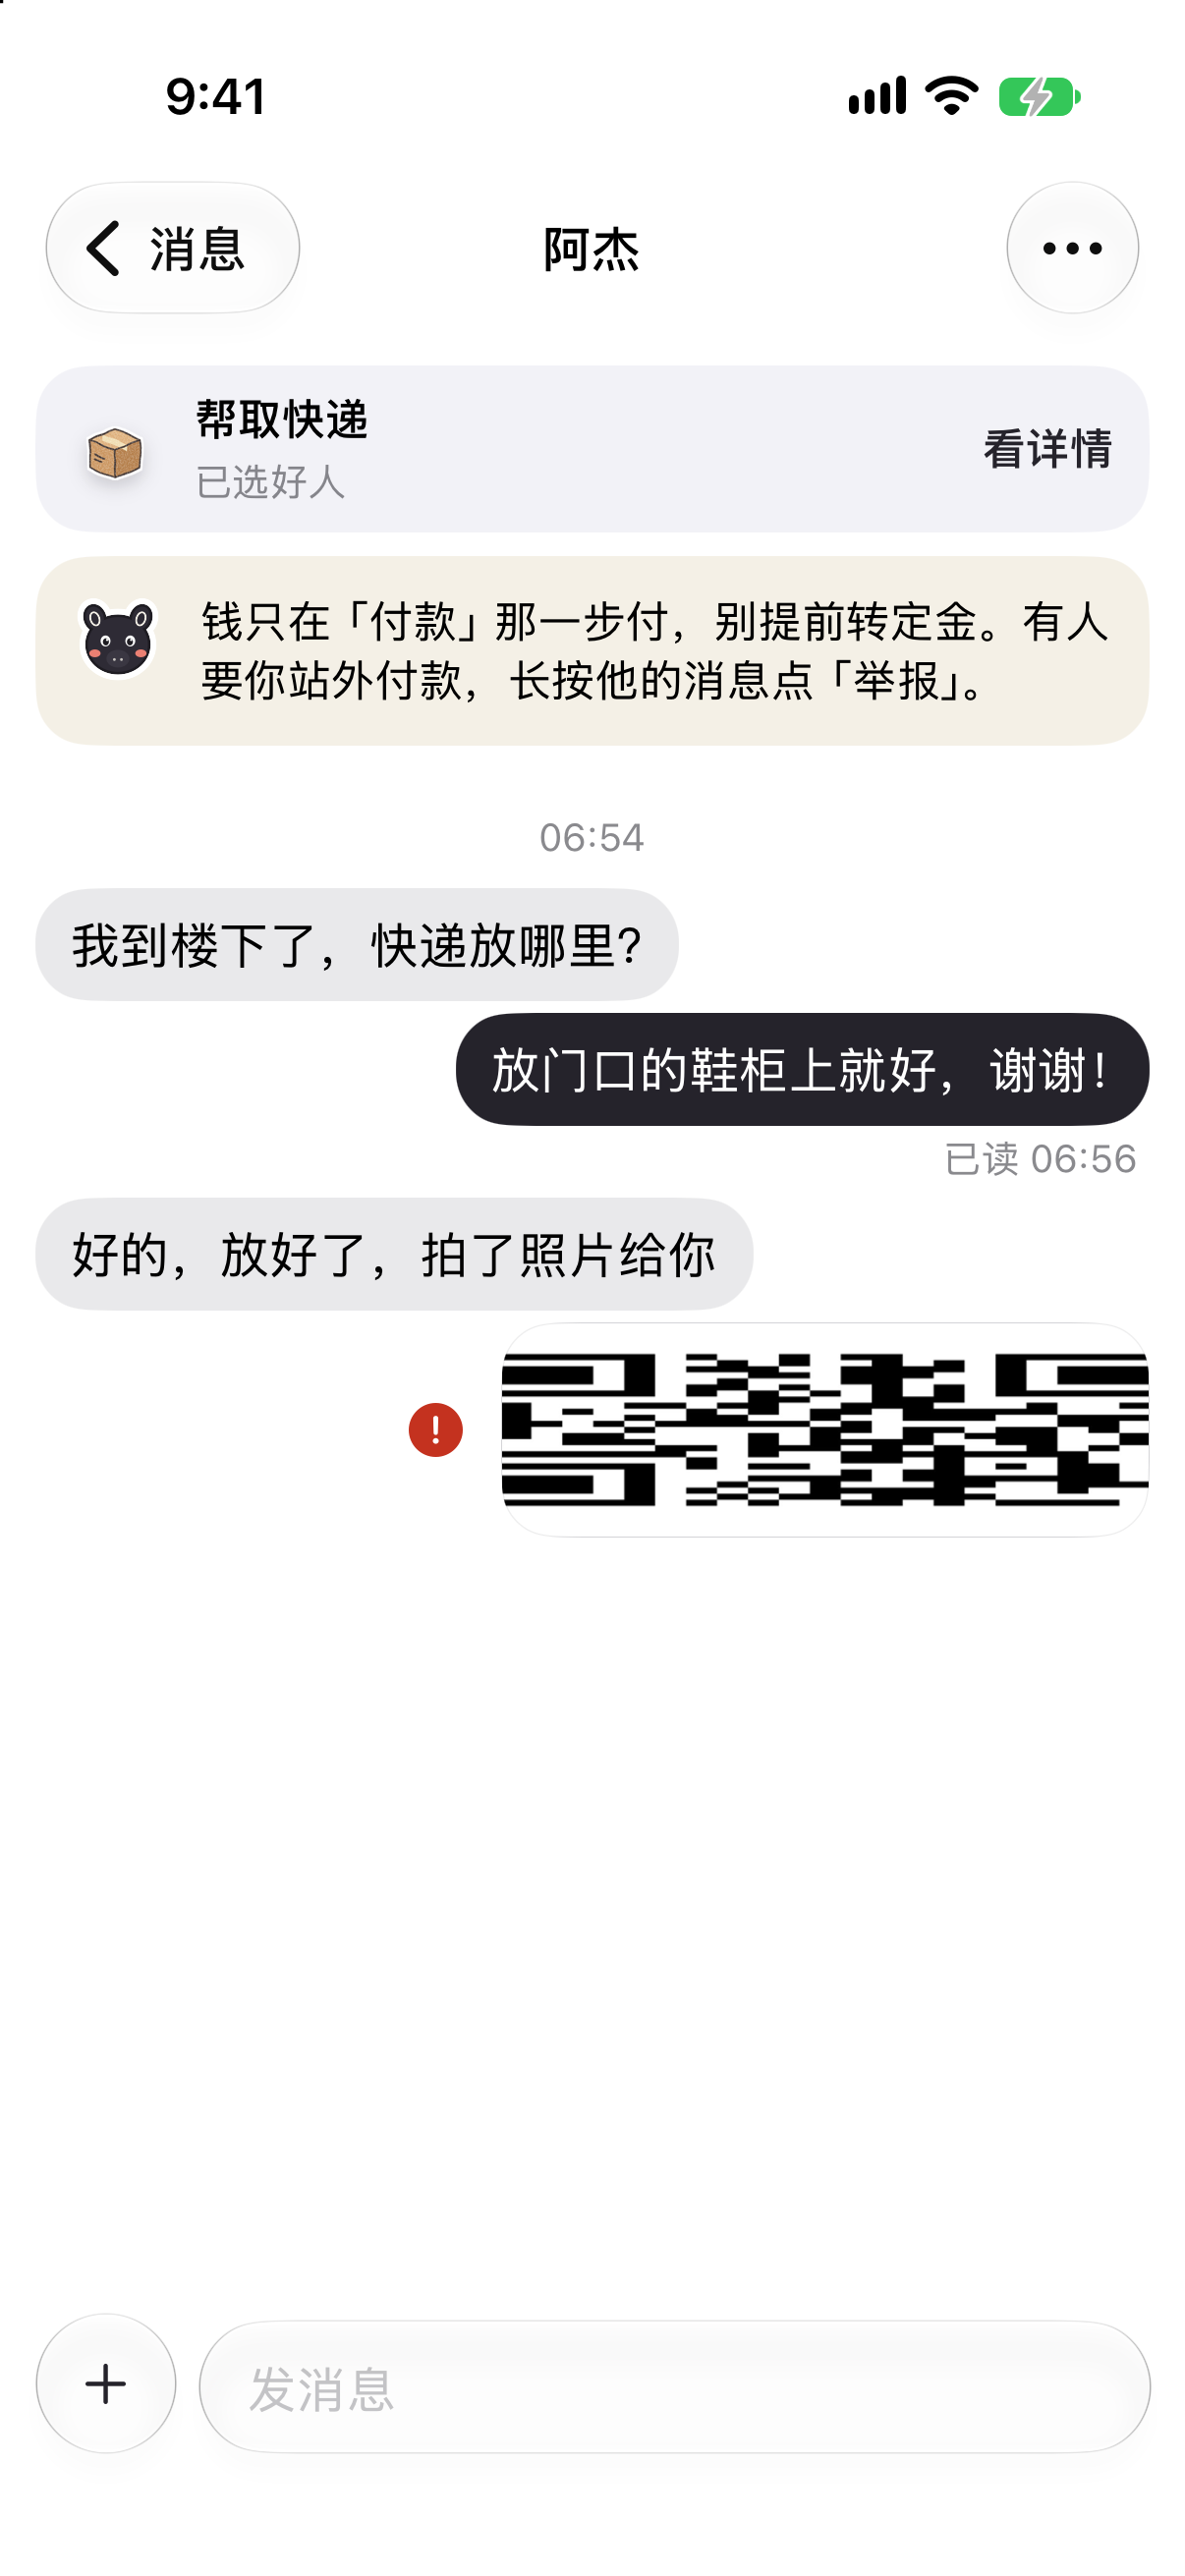 9:41
消息
阿杰
帮取快递
已选好人
看详情
钱只在「付款」那一步付，别提前转定金。有人
要你站外付款，长按他的消息点「举报」。
06:54
我到楼下了，快递放哪里？
放门口的鞋柜上就好，谢谢！
已读 06:56
好的，放好了，拍了照片给你
发消息